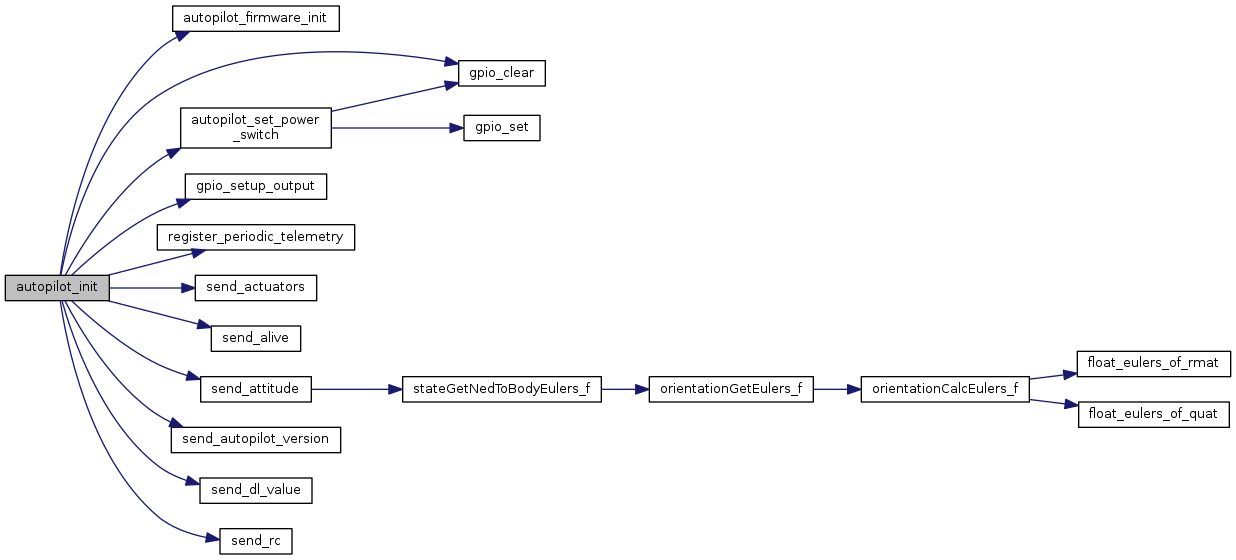 autopilot_firmware_init
gpio_clear
autopilot_set_power
_switch
gpio_set
gpio_setup_output
register_periodic_telemetry
autopilot_init
send_actuators
send_alive
float_eulers_of_rmat
send_attitude
stateGetNedToBodyEulers_f
orientationGetEulers_f
orientationCalcEulers_f
float_eulers_of_quat
send_autopilot_version
send_dl_value
send_rc